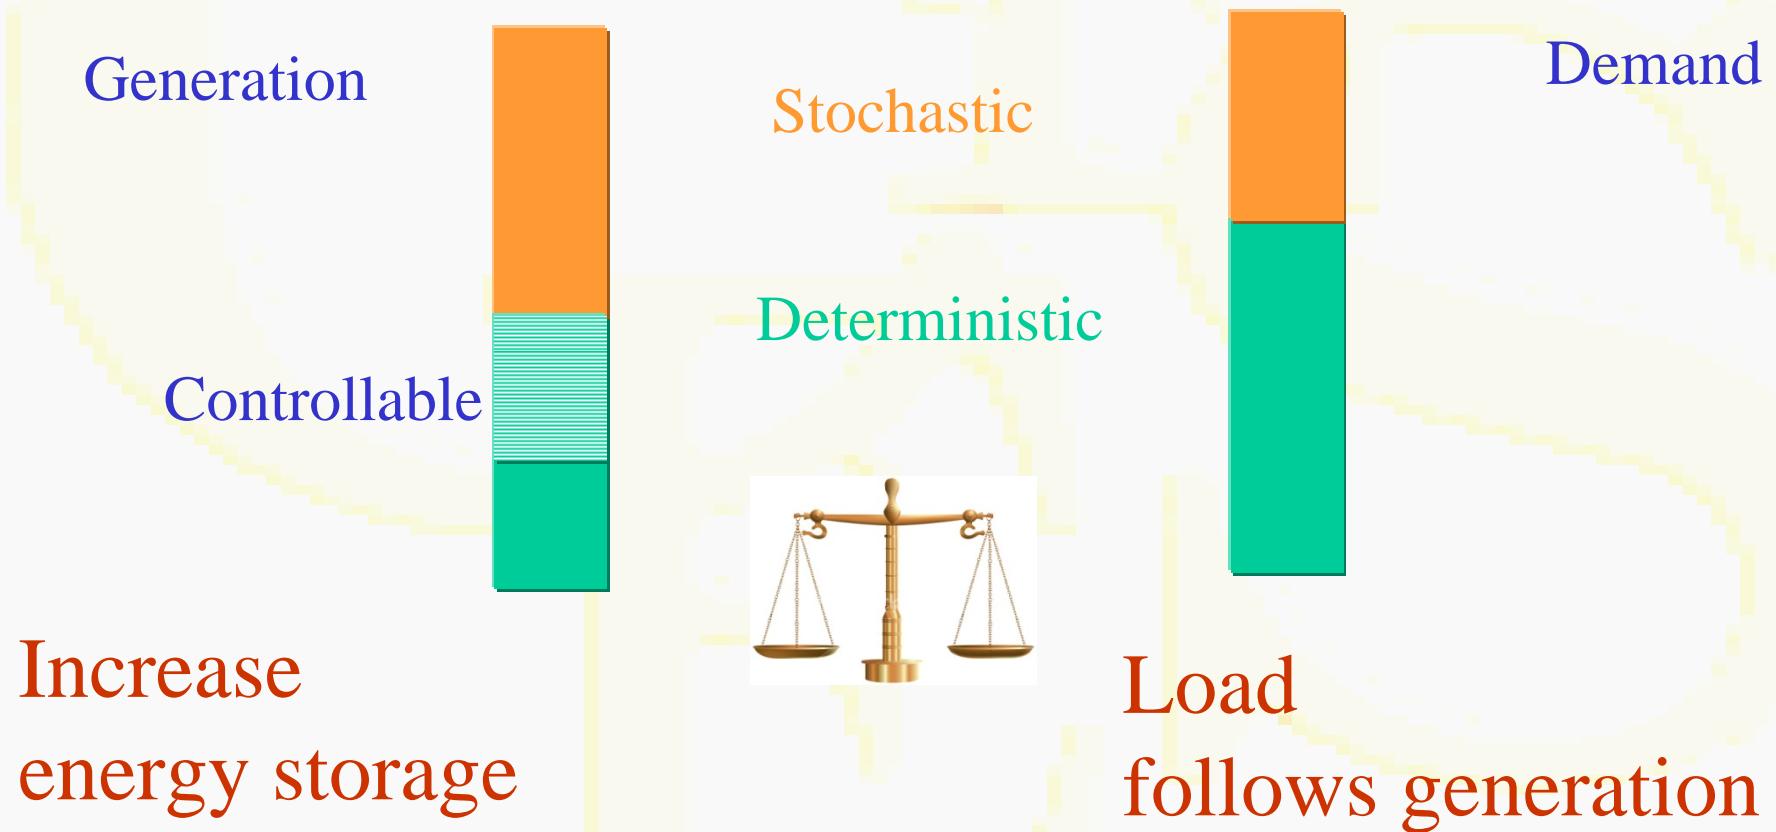 Generation
Demand
Stochastic
Deterministic
Controllable
Increase
energy storage
Load
follows generation